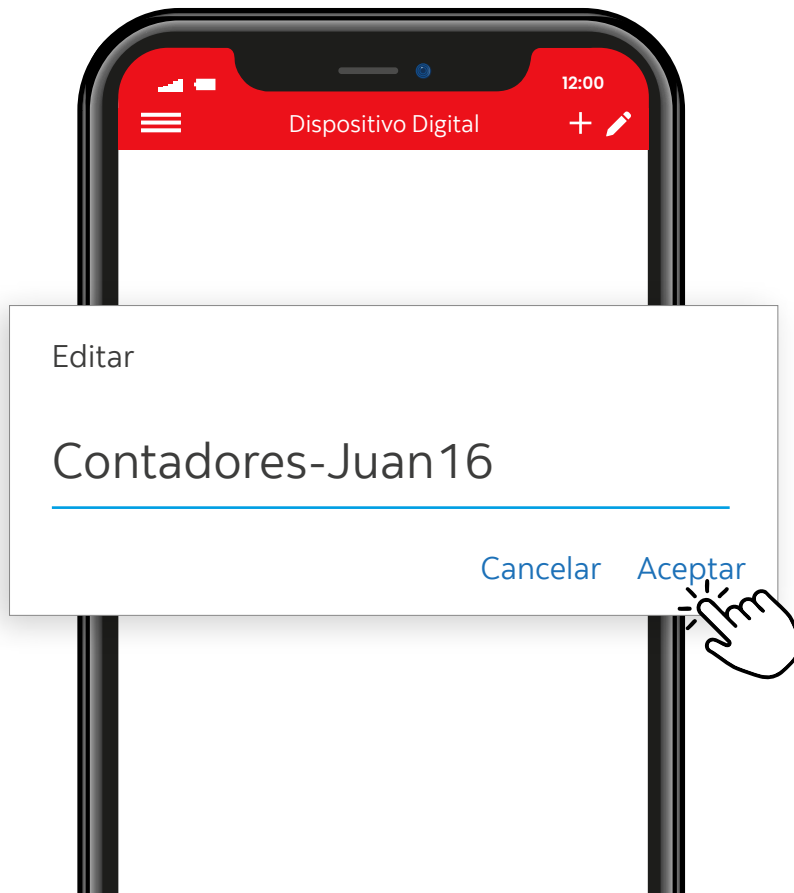 12:00
Dispositivo Digital
Editar
Contadores-Juan16
Cancelar Aceptar